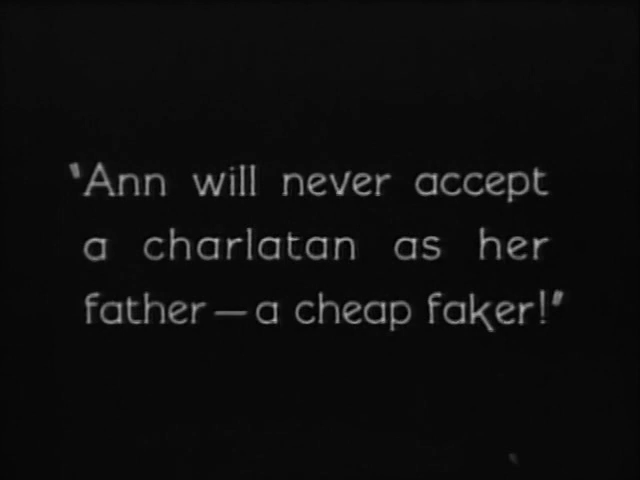 "Ann will never accept
a charlatan as her
father—a cheap faker!"